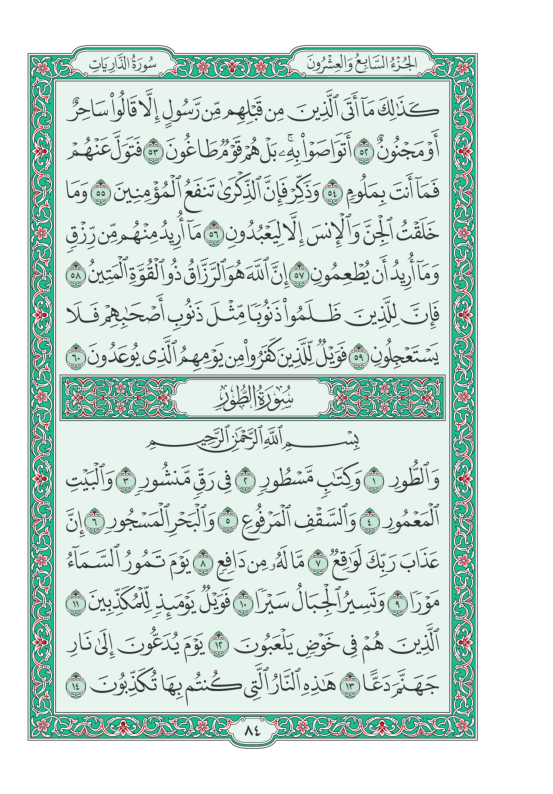 الجُزْءُ السَّابِعُ وَالعِشْرُونَ سُورَةُ الذَّارِيَاتِ
كَذَٰلِكَ مَآ أَتَى ٱلَّذِينَ مِن قَبْلِهِم مِّن رَّسُولٍ إِلَّا قَالُوا۟ سَاحِرٌ
أَوْ مَجْنُونٌ ٥٢ أَتَوَاصَوْا۟ بِهِۦۚ بَلْ هُمْ قَوْمٌ طَاغُونَ ٥٣ فَتَوَلَّ عَنْهُمْ
فَمَآ أَنتَ بِمَلُومٍ ٥٤ وَذَكِّرْ فَإِنَّ ٱلذِّكْرَىٰ تَنفَعُ ٱلْمُؤْمِنِينَ ٥٥ وَمَا
خَلَقْتُ ٱلْجِنَّ وَٱلْإِنسَ إِلَّا لِيَعْبُدُونِ ٥٦ مَآ أُرِيدُ مِنْهُم مِّن رِّزْقٍ
وَمَآ أُرِيدُ أَن يُطْعِمُونِ ٥٧ إِنَّ ٱللَّهَ هُوَ ٱلرَّزَّاقُ ذُو ٱلْقُوَّةِ ٱلْمَتِينُ ٥٨
فَإِنَّ لِلَّذِينَ ظَلَمُوا۟ ذَنُوبًا مِّثْلَ ذَنُوبِ أَصْحَٰبِهِمْ فَلَا
يَسْتَعْجِلُونِ ٥٩ فَوَيْلٌ لِّلَّذِينَ كَفَرُوا۟ مِن يَوْمِهِمُ ٱلَّذِى يُوعَدُونَ ٦٠
سُورَةُ الطُّورِ
بِسْمِ ٱللَّهِ ٱلرَّحْمَٰنِ ٱلرَّحِيمِ
وَٱلطُّورِ ١ وَكِتَٰبٍ مَّسْطُورٍ ٢ فِى رَقٍّ مَّنشُورٍ ٣ وَٱلْبَيْتِ
ٱلْمَعْمُورِ ٤ وَٱلسَّقْفِ ٱلْمَرْفُوعِ ٥ وَٱلْبَحْرِ ٱلْمَسْجُورِ ٦ إِنَّ
عَذَابَ رَبِّكَ لَوَٰقِعٌ ٧ مَّا لَهُۥ مِن دَافِعٍ ٨ يَوْمَ تَمُورُ ٱلسَّمَآءُ
مَوْرًا ٩ وَتَسِيرُ ٱلْجِبَالُ سَيْرًا ١٠ فَوَيْلٌ يَوْمَئِذٍ لِّلْمُكَذِّبِينَ ١١
ٱلَّذِينَ هُمْ فِى خَوْضٍ يَلْعَبُونَ ١٢ يَوْمَ يُدَعُّونَ إِلَىٰ نَارِ
جَهَنَّمَ دَعًّا ١٣ هَٰذِهِ ٱلنَّارُ ٱلَّتِى كُنتُم بِهَا تُكَذِّبُونَ ١٤
٨٤